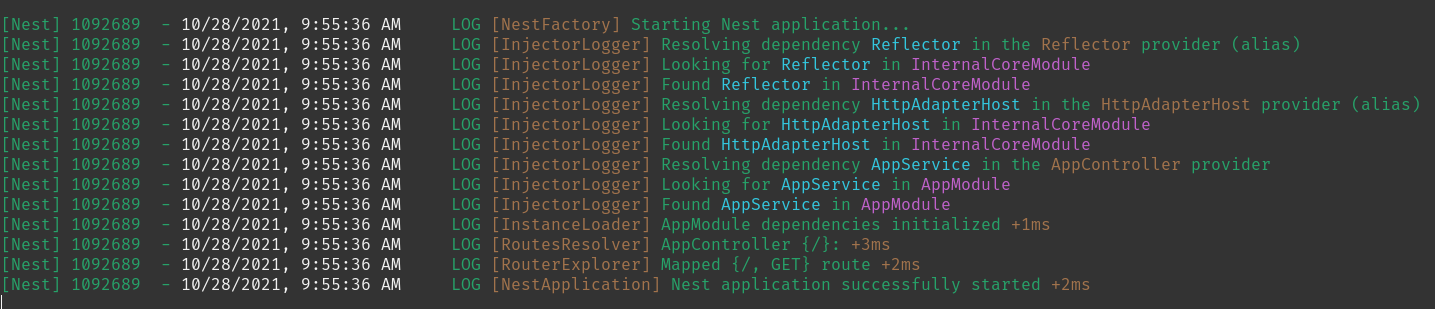 [Nest] 1092689  - 10/28/2021, 9:55:36 AM     LOG [NestFactory] Starting Nest application...
[Nest] 1092689  - 10/28/2021, 9:55:36 AM     LOG [InjectorLogger] Resolving dependency Reflector in the Reflector provider (alias)
[Nest] 1092689  - 10/28/2021, 9:55:36 AM     LOG [InjectorLogger] Looking for Reflector in InternalCoreModule
[Nest] 1092689  - 10/28/2021, 9:55:36 AM     LOG [InjectorLogger] Found Reflector in InternalCoreModule
[Nest] 1092689  - 10/28/2021, 9:55:36 AM     LOG [InjectorLogger] Resolving dependency HttpAdapterHost in the HttpAdapterHost provider (alias)
[Nest] 1092689  - 10/28/2021, 9:55:36 AM     LOG [InjectorLogger] Looking for HttpAdapterHost in InternalCoreModule
[Nest] 1092689  - 10/28/2021, 9:55:36 AM     LOG [InjectorLogger] Found HttpAdapterHost in InternalCoreModule
[Nest] 1092689  - 10/28/2021, 9:55:36 AM     LOG [InjectorLogger] Resolving dependency AppService in the AppController provider
[Nest] 1092689  - 10/28/2021, 9:55:36 AM     LOG [InjectorLogger] Looking for AppService in AppModule
[Nest] 1092689  - 10/28/2021, 9:55:36 AM     LOG [InjectorLogger] Found AppService in AppModule
[Nest] 1092689  - 10/28/2021, 9:55:36 AM     LOG [InstanceLoader] AppModule dependencies initialized +1ms
[Nest] 1092689  - 10/28/2021, 9:55:36 AM     LOG [RoutesResolver] AppController {/}: +3ms
[Nest] 1092689  - 10/28/2021, 9:55:36 AM     LOG [RouterExplorer] Mapped {/, GET} route +2ms
[Nest] 1092689  - 10/28/2021, 9:55:36 AM     LOG [NestApplication] Nest application successfully started +2ms